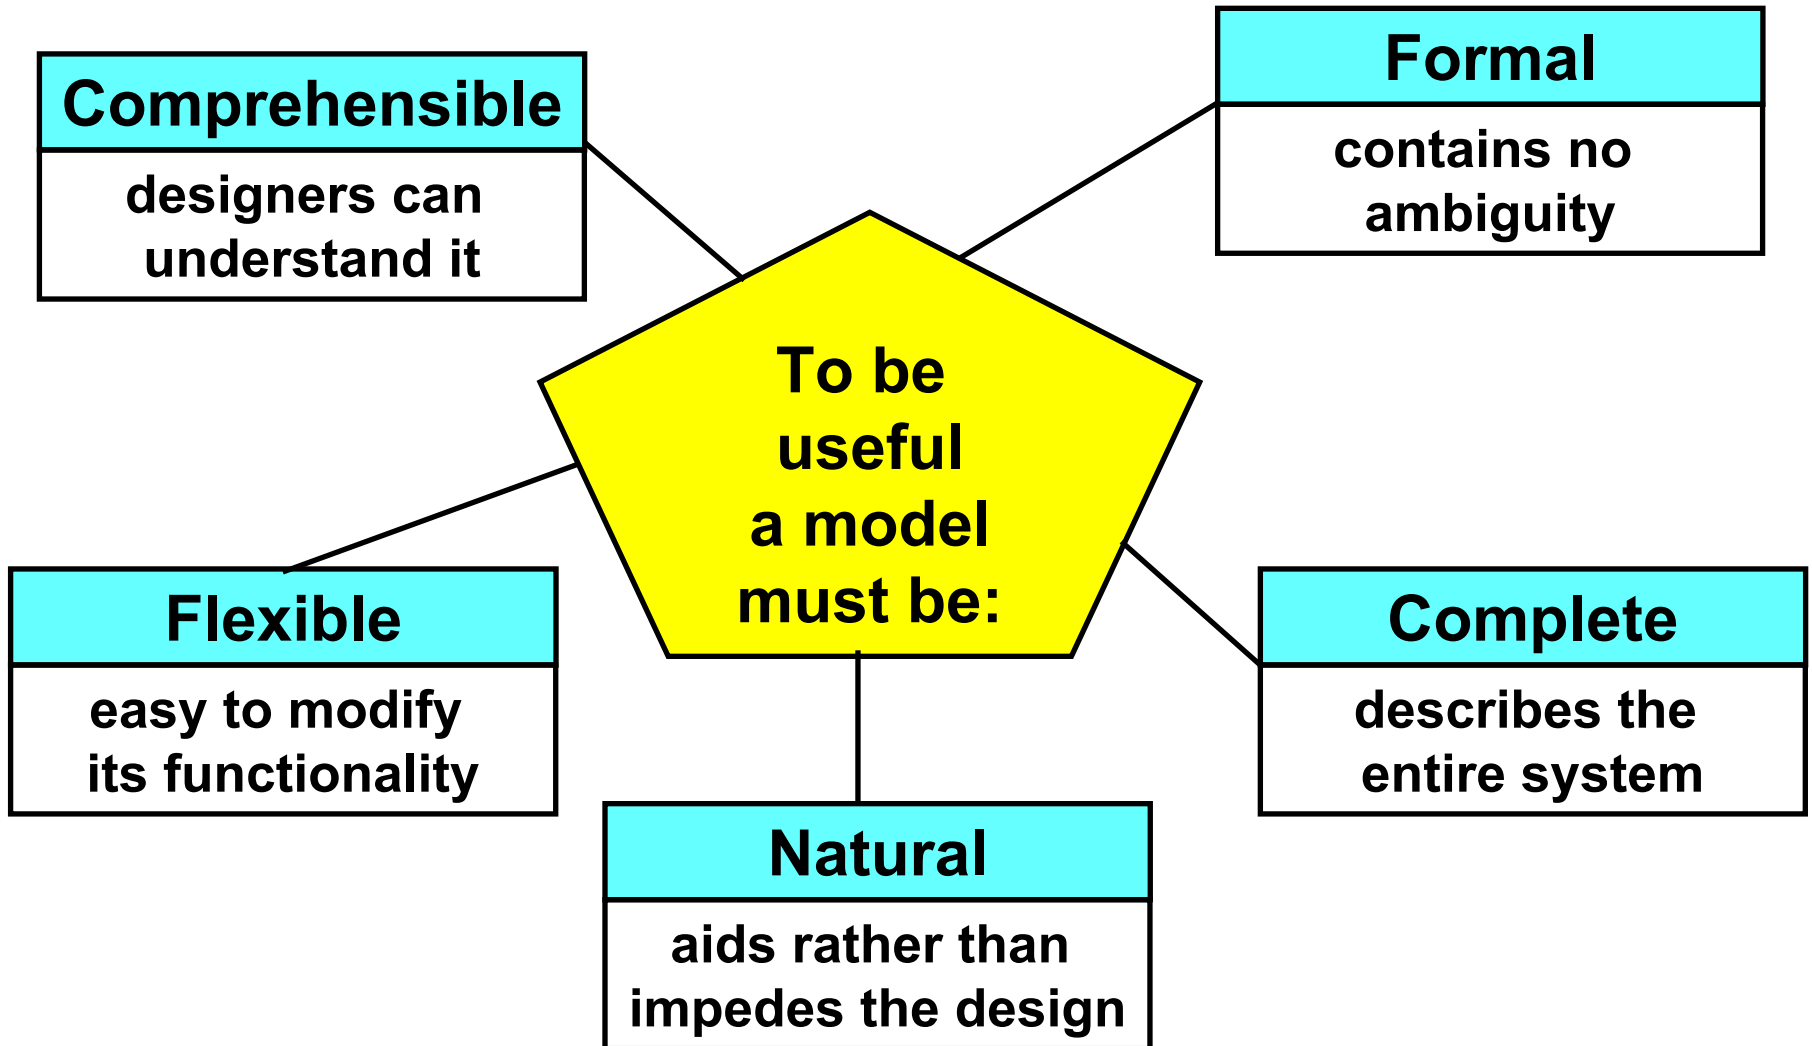 Comprehensible
designers can
understand it
Formal
contains no
ambiguity
To be
useful
a model
must be:
Flexible
easy to modify
its functionality
Complete
describes the
entire system
Natural
aids rather than
impedes the design